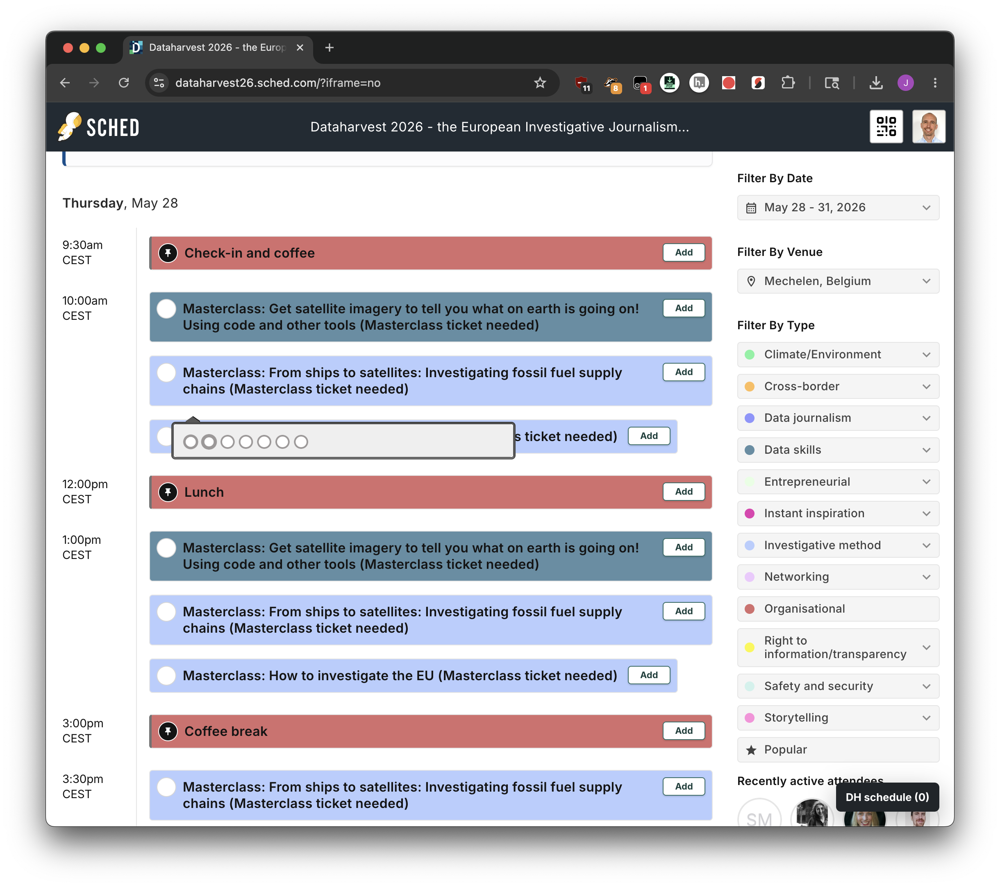 Dataharvest 2026 - the Europ
dataharvest26.sched.com/?iframe=no
11
8
1
PDF
h.
J
SCHED
Dataharvest 2026 - the European Investigative Journalism...
Thursday, May 28
9:30am
CEST
Check-in and coffee
Add
10:00am
CEST
Masterclass: Get satellite imagery to tell you what on earth is going on!
Using code and other tools (Masterclass ticket needed)
Add
Masterclass: From ships to satellites: Investigating fossil fuel supply
chains (Masterclass ticket needed)
Add
s ticket needed)
Add
12:00pm
CEST
Lunch
Add
1:00pm
CEST
Masterclass: Get satellite imagery to tell you what on earth is going on!
Using code and other tools (Masterclass ticket needed)
Add
Masterclass: From ships to satellites: Investigating fossil fuel supply
chains (Masterclass ticket needed)
Add
Masterclass: How to investigate the EU (Masterclass ticket needed)
Add
3:00pm
CEST
Coffee break
Add
3:30pm
CEST
Masterclass: From ships to satellites: Investigating fossil fuel supply
chains (Masterclass ticket needed)
Add
Filter By Date
May 28 - 31, 2026
Filter By Venue
Mechelen, Belgium
Filter By Type
Climate/Environment
Cross-border
Data journalism
Data skills
Entrepreneurial
Instant inspiration
Investigative method
Networking
Organisational
Right to
information/transparency
Safety and security
Storytelling
Popular
Recently active attendees
DH schedule (0)
SM